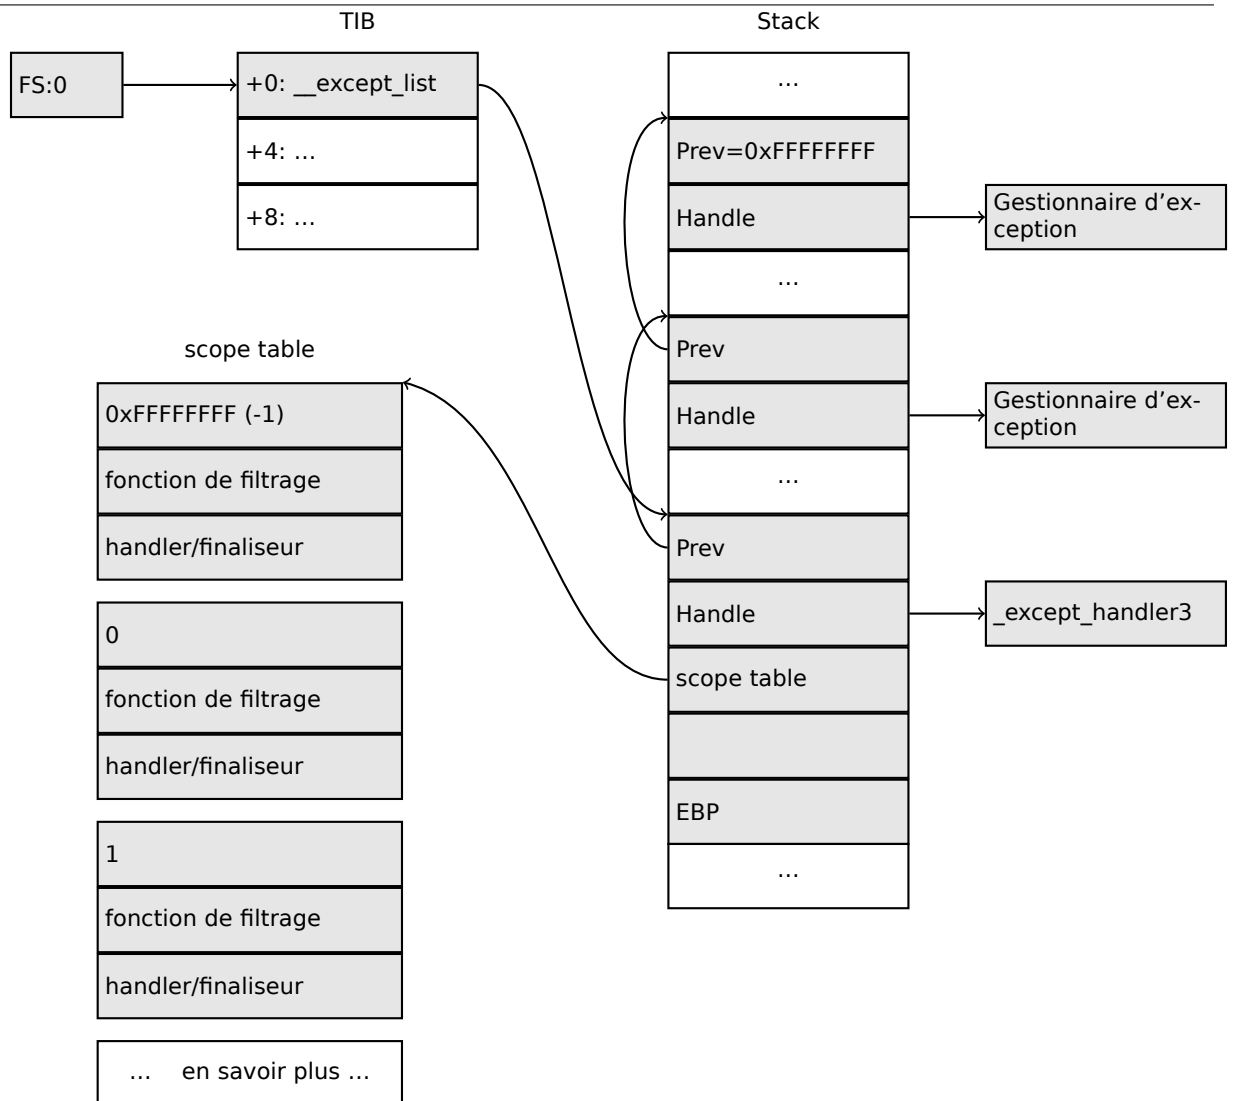 TIB
Stack
FS:0
+0: __except_list
+4: …
+8: …
…
Prev=0xFFFFFFFF
Handle
Gestionnaire d’ex-
ception
…
Prev
Handle
Gestionnaire d’ex-
ception
…
Prev
Handle
_except_handler3
scope table
EBP
…
scope table
0xFFFFFFFF (-1)
fonction de filtrage
handler/finaliseur
0
fonction de filtrage
handler/finaliseur
1
fonction de filtrage
handler/finaliseur
… en savoir plus …